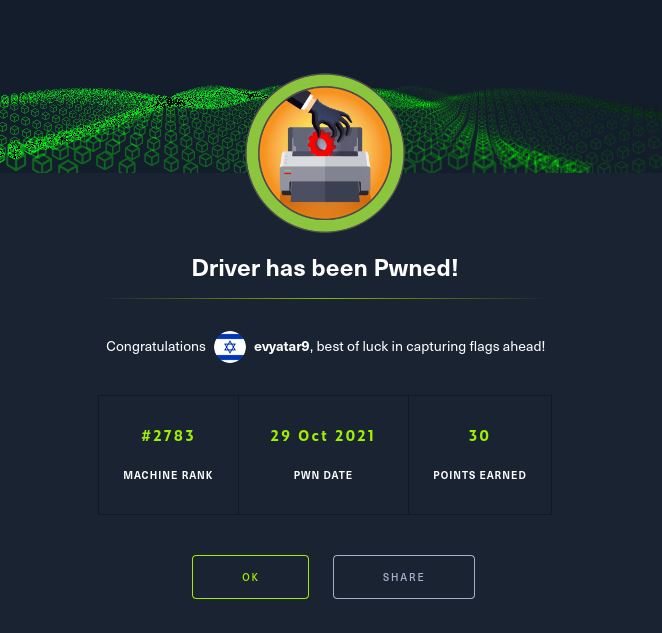 Driver has been Pwned!
Congratulations evyatar9, best of luck in capturing flags ahead!
#2783 29 Oct 2021 30
MACHINE RANK PWN DATE POINTS EARNED
OK SHARE